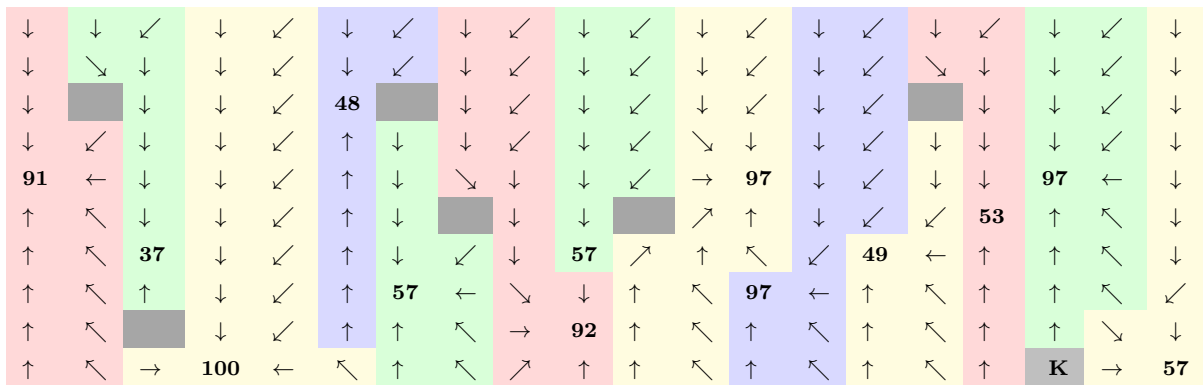 ↓ ↓ ↙ ↓ ↙ ↓ ↙ ↓ ↙ ↓ ↙ ↓ ↙ ↓ ↙ ↓ ↙ ↓ ↙ ↓
↓ ↘ ↓ ↓ ↙ ↓ ↙ ↓ ↙ ↓ ↙ ↓ ↙ ↓ ↙ ↘ ↓ ↓ ↙ ↓
↓ ↓ ↓ ↙ 48 ↓ ↙ ↓ ↙ ↓ ↙ ↓ ↙ ↓ ↓ ↙ ↓
↓ ↙ ↓ ↓ ↙ ↑ ↓ ↓ ↙ ↓ ↙ ↘ ↓ ↓ ↙ ↓ ↓ ↓ ↙ ↓
91 ← ↓ ↓ ↙ ↑ ↓ ↘ ↓ ↓ ↙ → 97 ↓ ↙ ↓ ↓ 97 ← ↓
↑ ↖ ↓ ↓ ↙ ↑ ↓ ↓ ↓ ↗ ↑ ↓ ↙ ↙ 53 ↑ ↖ ↓
↑ ↖ 37 ↓ ↙ ↑ ↓ ↙ ↓ 57 ↗ ↑ ↖ ↙ 49 ← ↑ ↑ ↖ ↓
↑ ↖ ↑ ↓ ↙ ↑ 57 ← ↘ ↓ ↑ ↖ 97 ← ↑ ↖ ↑ ↑ ↖ ↙
↑ ↖ ↓ ↙ ↑ ↑ ↖ → 92 ↑ ↖ ↑ ↖ ↑ ↖ ↑ ↑ ↘ ↓
↑ ↖ → 100 ← ↖ ↑ ↖ ↗ ↑ ↑ ↖ ↑ ↖ ↑ ↖ ↑ K → 57